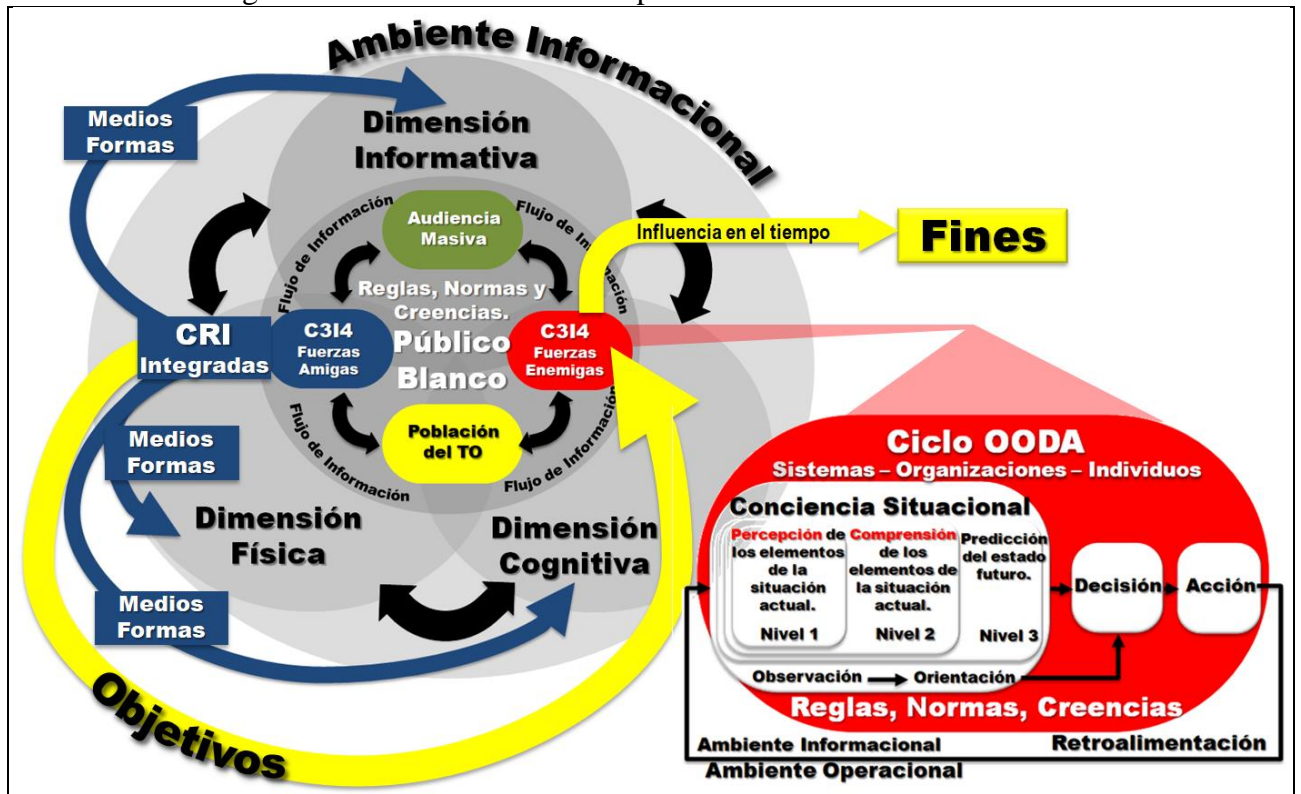 Ambiente Informacional
Medios
Formas
Dimensión
Informativa
Flujo de Información
Audiencia
Masiva
Flujo de Información
Influencia en el tiempo
Fines
Reglas, Normas y
Creencias.
Público
Blanco
CRI
Integradas
C3I4
Fuerzas
Amigas
C3I4
Fuerzas
Enemigas
Población
del TO
Flujo de Información
Flujo de Información
Medios
Formas
Dimensión
Física
Dimensión
Cognitiva
Medios
Formas
Objetivos
Ciclo OODA
Sistemas – Organizaciones – Individuos
Conciencia Situacional
Percepción de
los elementos
de la
situación
actual.
Nivel 1
Comprensión
de los
elementos de
la situación
actual.
Nivel 2
Predicción
del estado
futuro.
Nivel 3
Decisión
Acción
Observación
Orientación
Reglas, Normas, Creencias
Ambiente Informacional
Ambiente Operacional
Retroalimentación